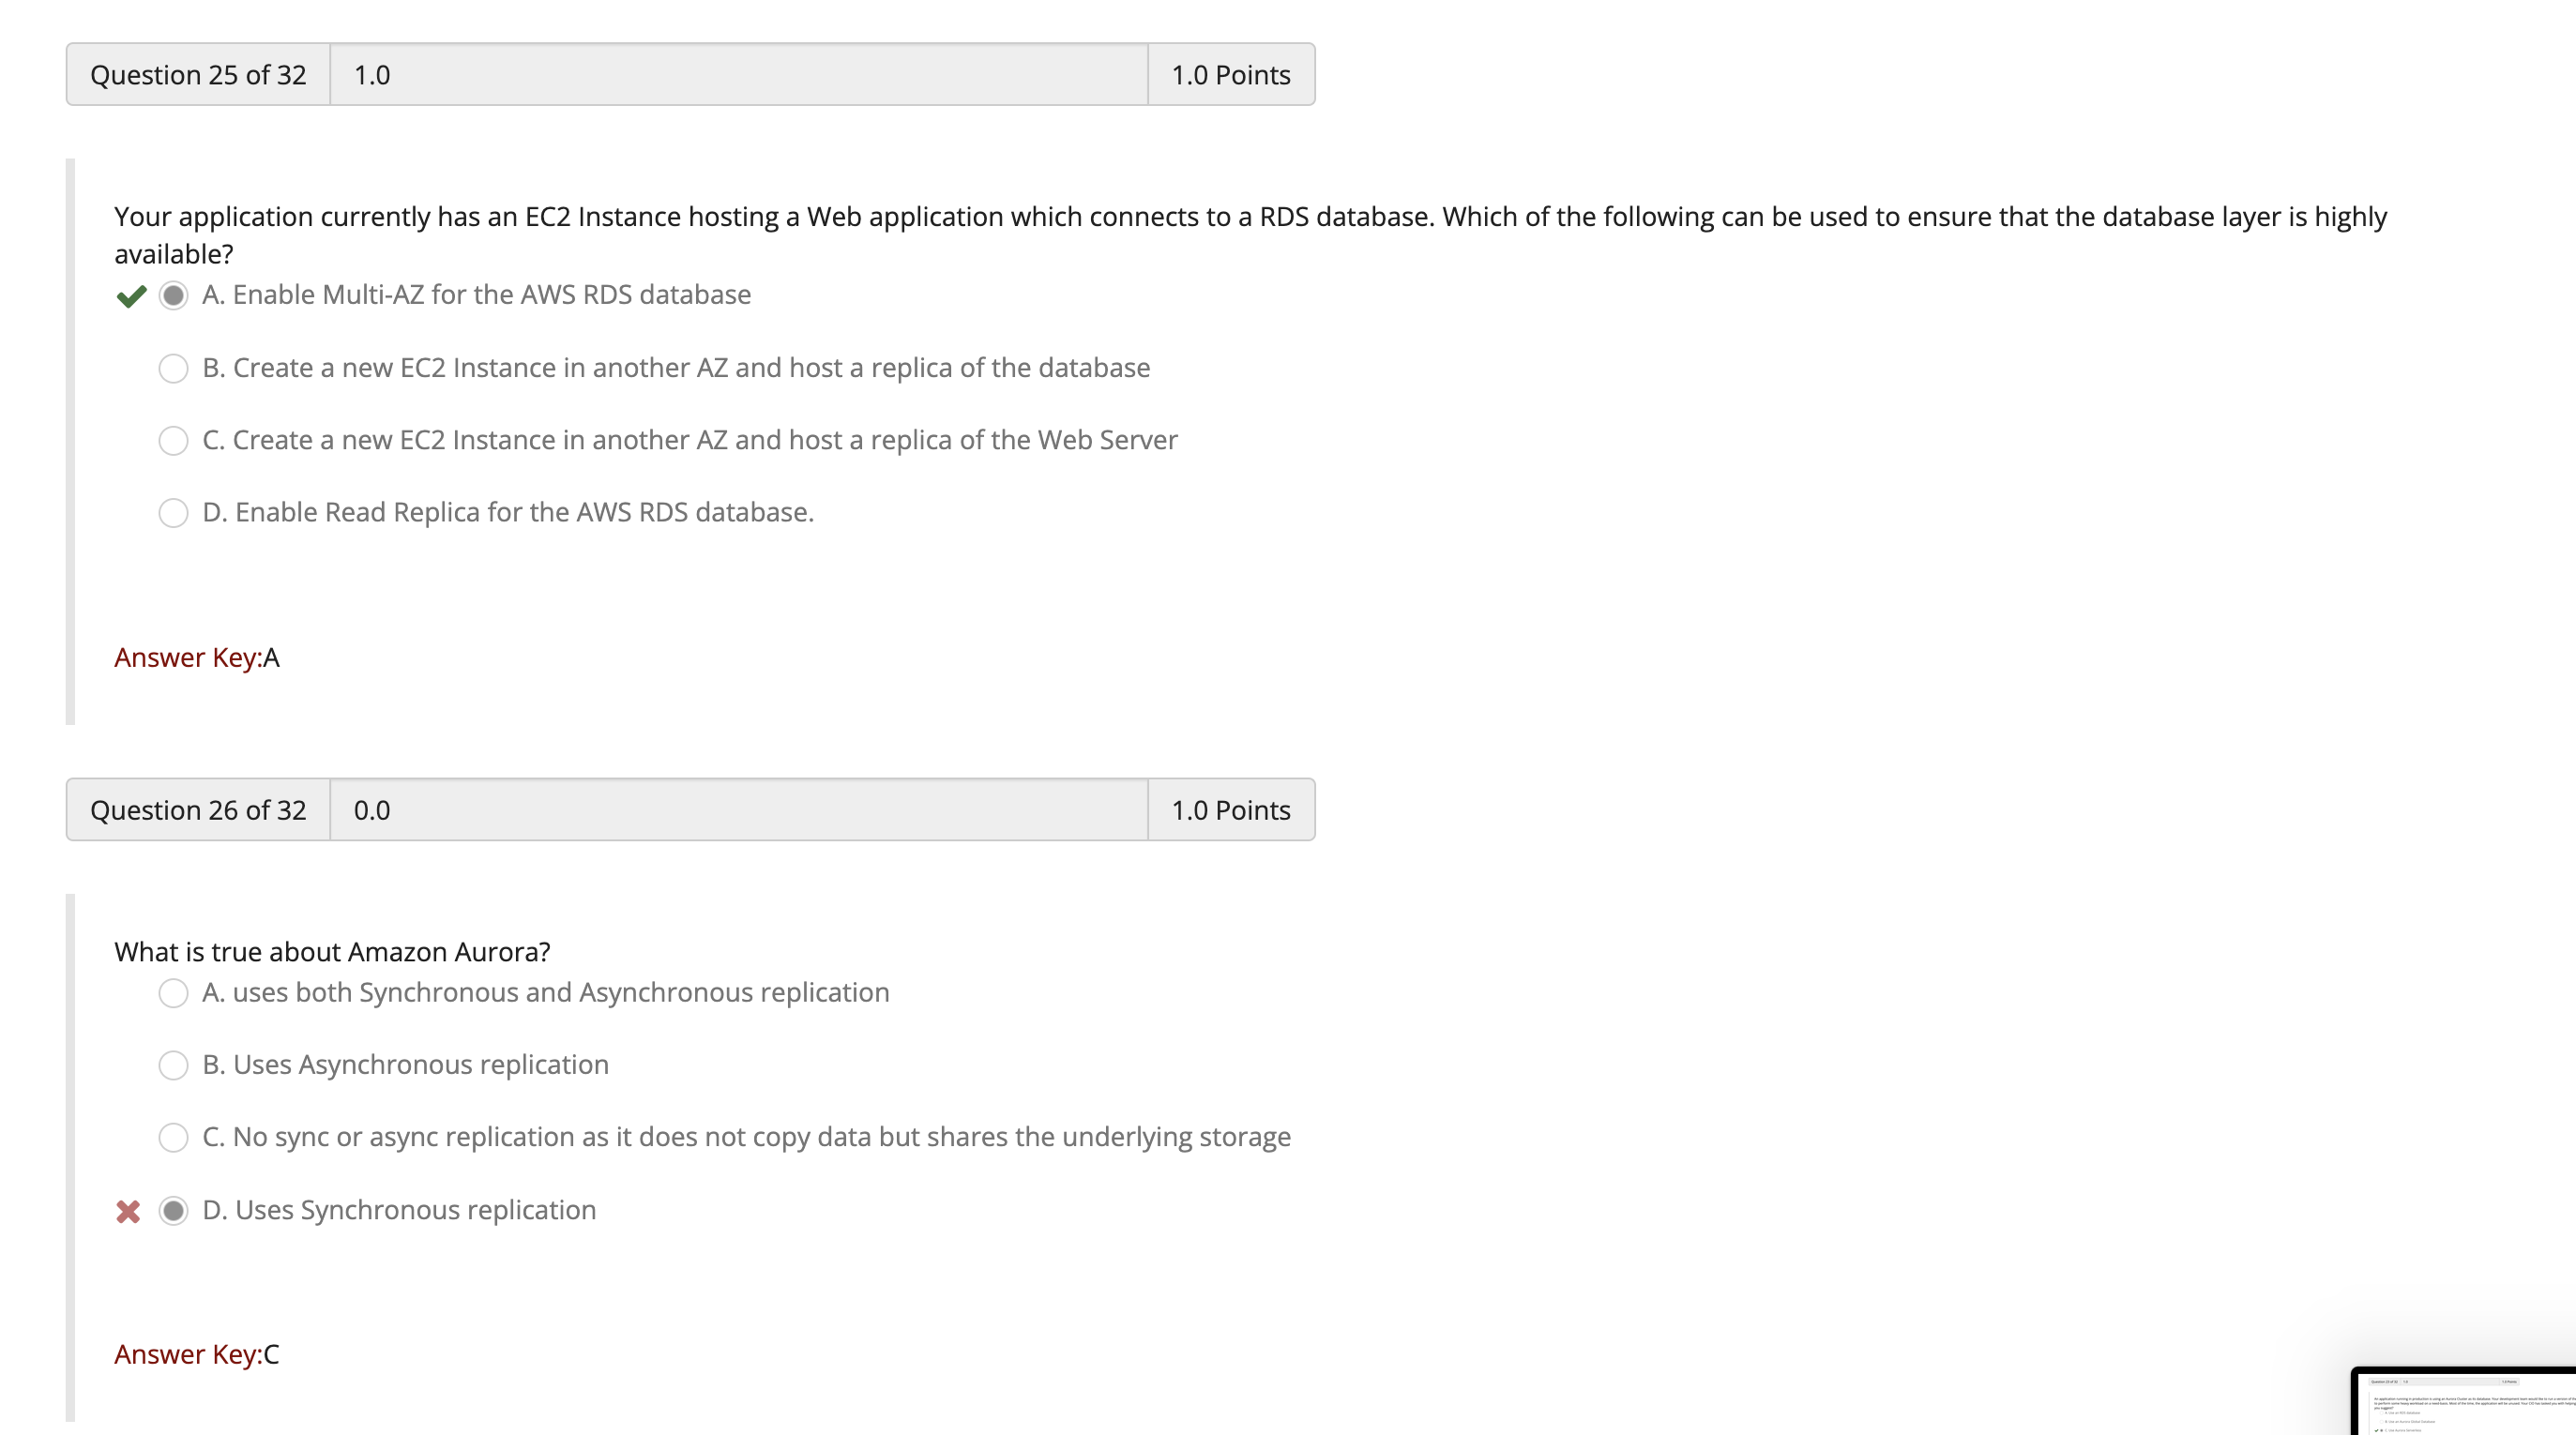 Question 25 of 32 1.0 1.0 Points
Your application currently has an EC2 Instance hosting a Web application which connects to a RDS database. Which of the following can be used to ensure that the database layer is highly
available?
A. Enable Multi-AZ for the AWS RDS database
B. Create a new EC2 Instance in another AZ and host a replica of the database
C. Create a new EC2 Instance in another AZ and host a replica of the Web Server
D. Enable Read Replica for the AWS RDS database.
Answer Key:A
Question 26 of 32 0.0 1.0 Points
What is true about Amazon Aurora?
A. uses both Synchronous and Asynchronous replication
B. Uses Asynchronous replication
C. No sync or async replication as it does not copy data but shares the underlying storage
D. Uses Synchronous replication
Answer Key:C